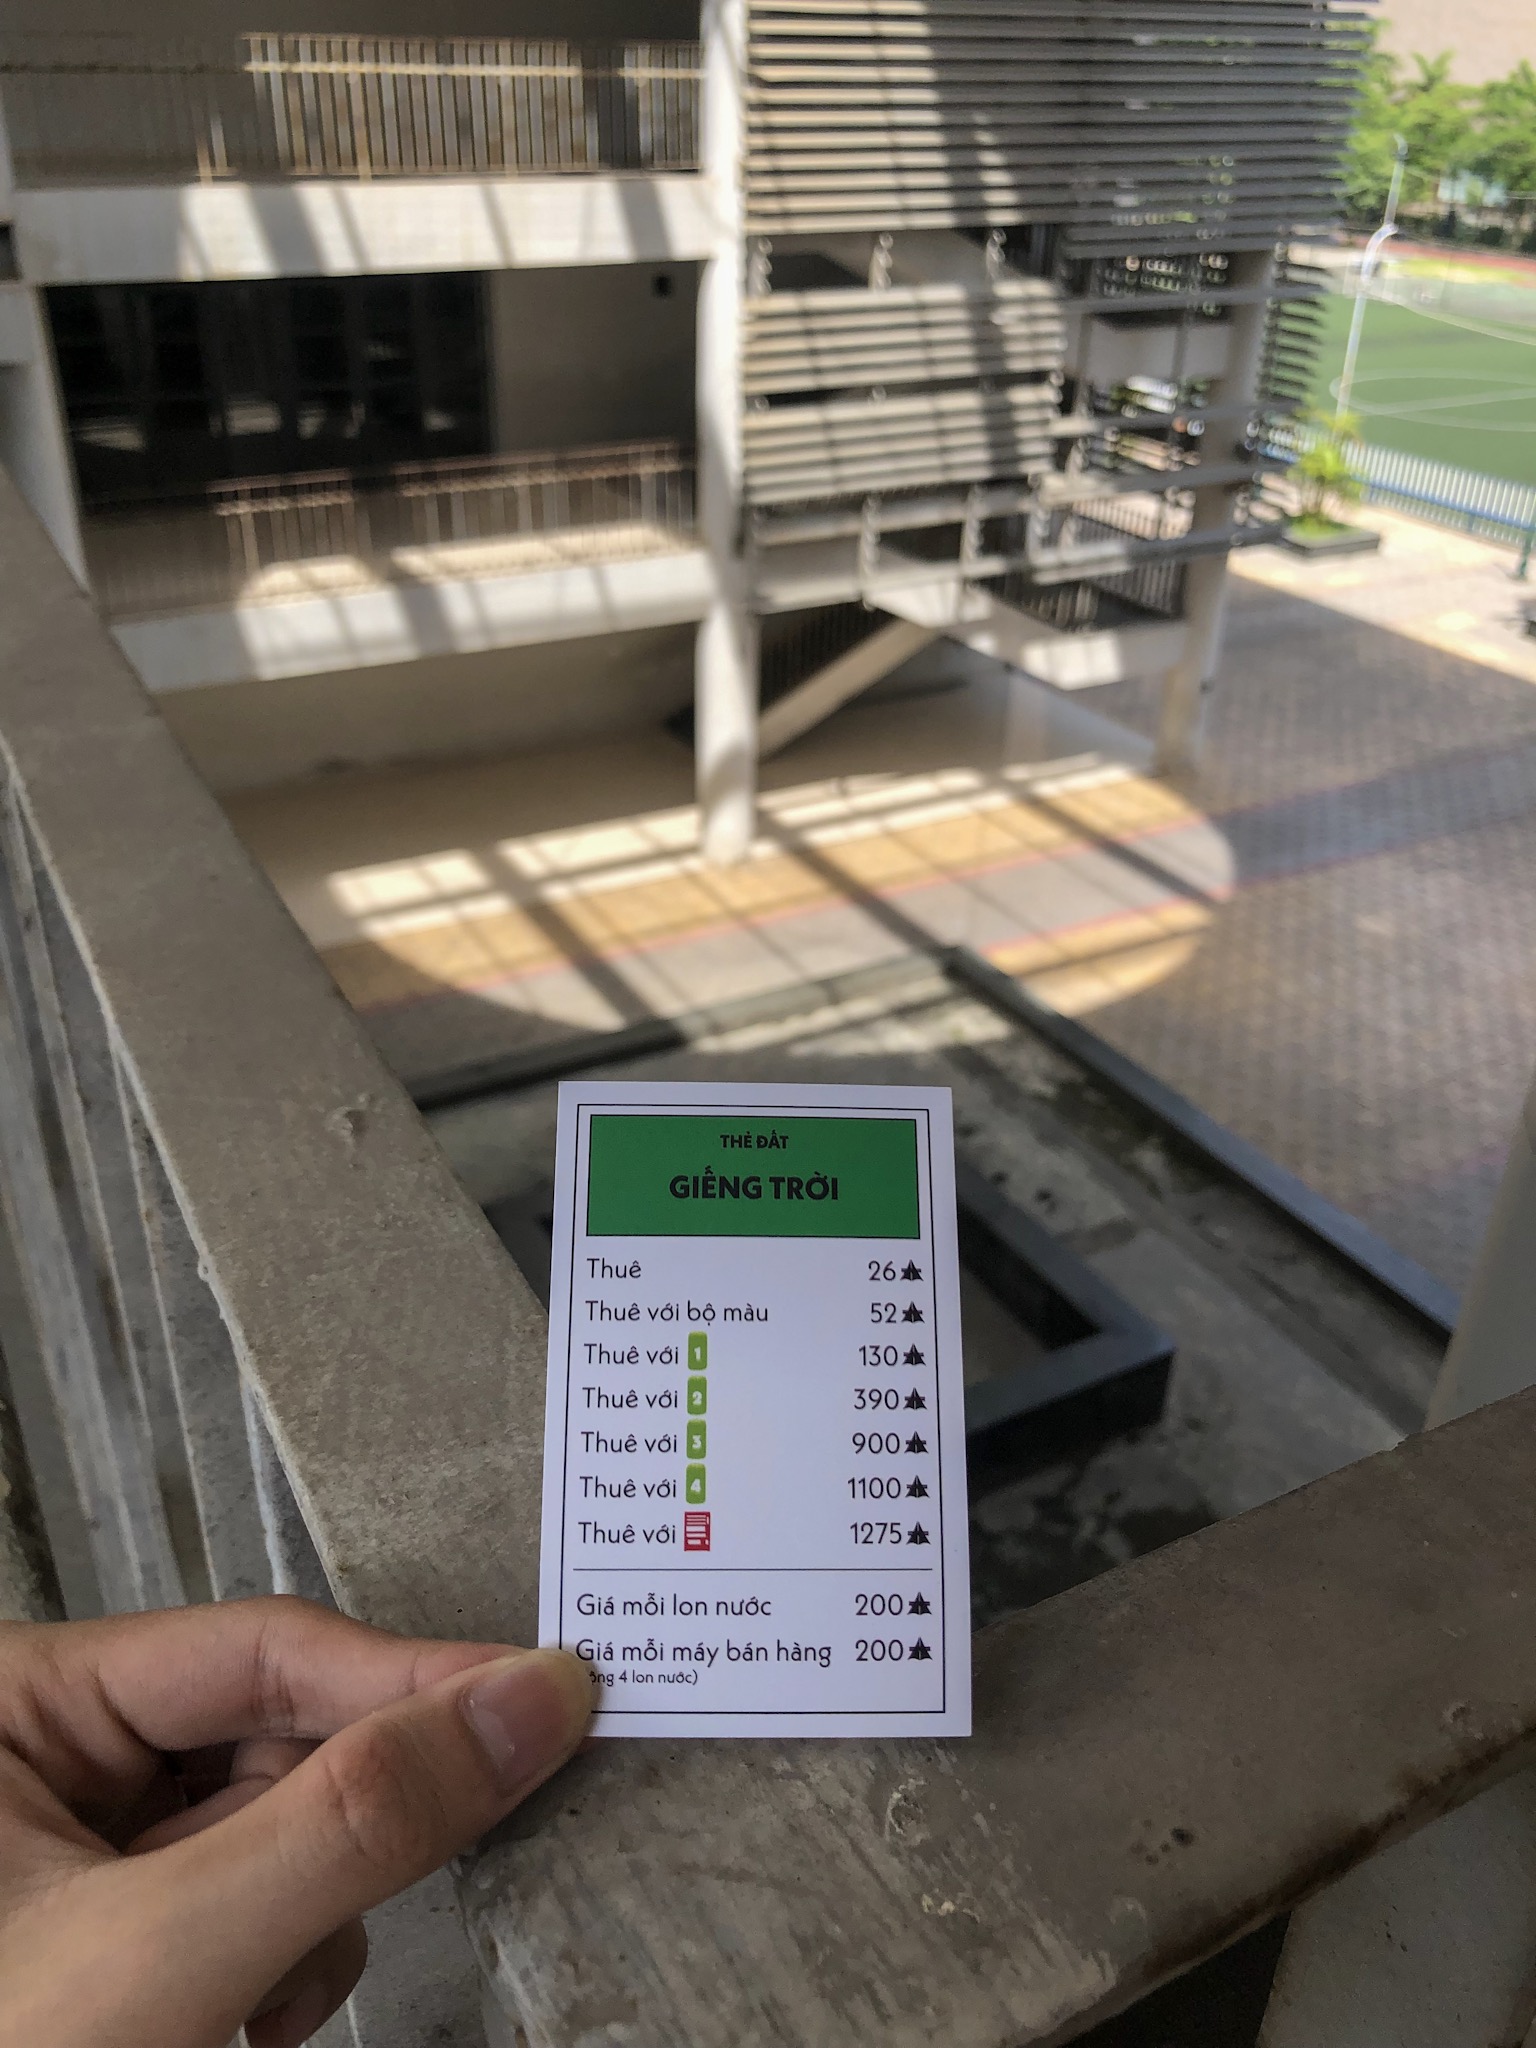 THẺ ĐẤT
GIẾNG TRỜI
Thuê 26
Thuê với bộ màu 52
Thuê với 1 130
Thuê với 2 390
Thuê với 3 900
Thuê với 4 1100
Thuê với 1275
Giá mỗi lon nước 200
Giá mỗi máy bán hàng 200
4 lon nước)